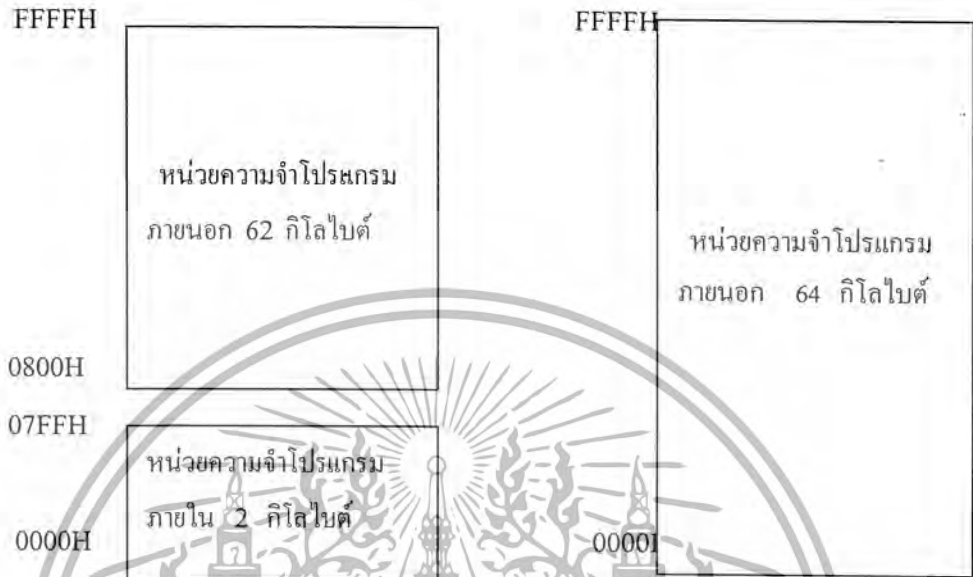 FFFFH
หน่วยความจำโปรแกรม
ภายนอก 62 กิโลไบต์
0800H
07FFH
หน่วยความจำโปรแกรม
ภายใน 2 กิโลไบต์
0000H
FFFFH
หน่วยความจำโปรแกรม
ภายนอก 64 กิโลไบต์
0000H